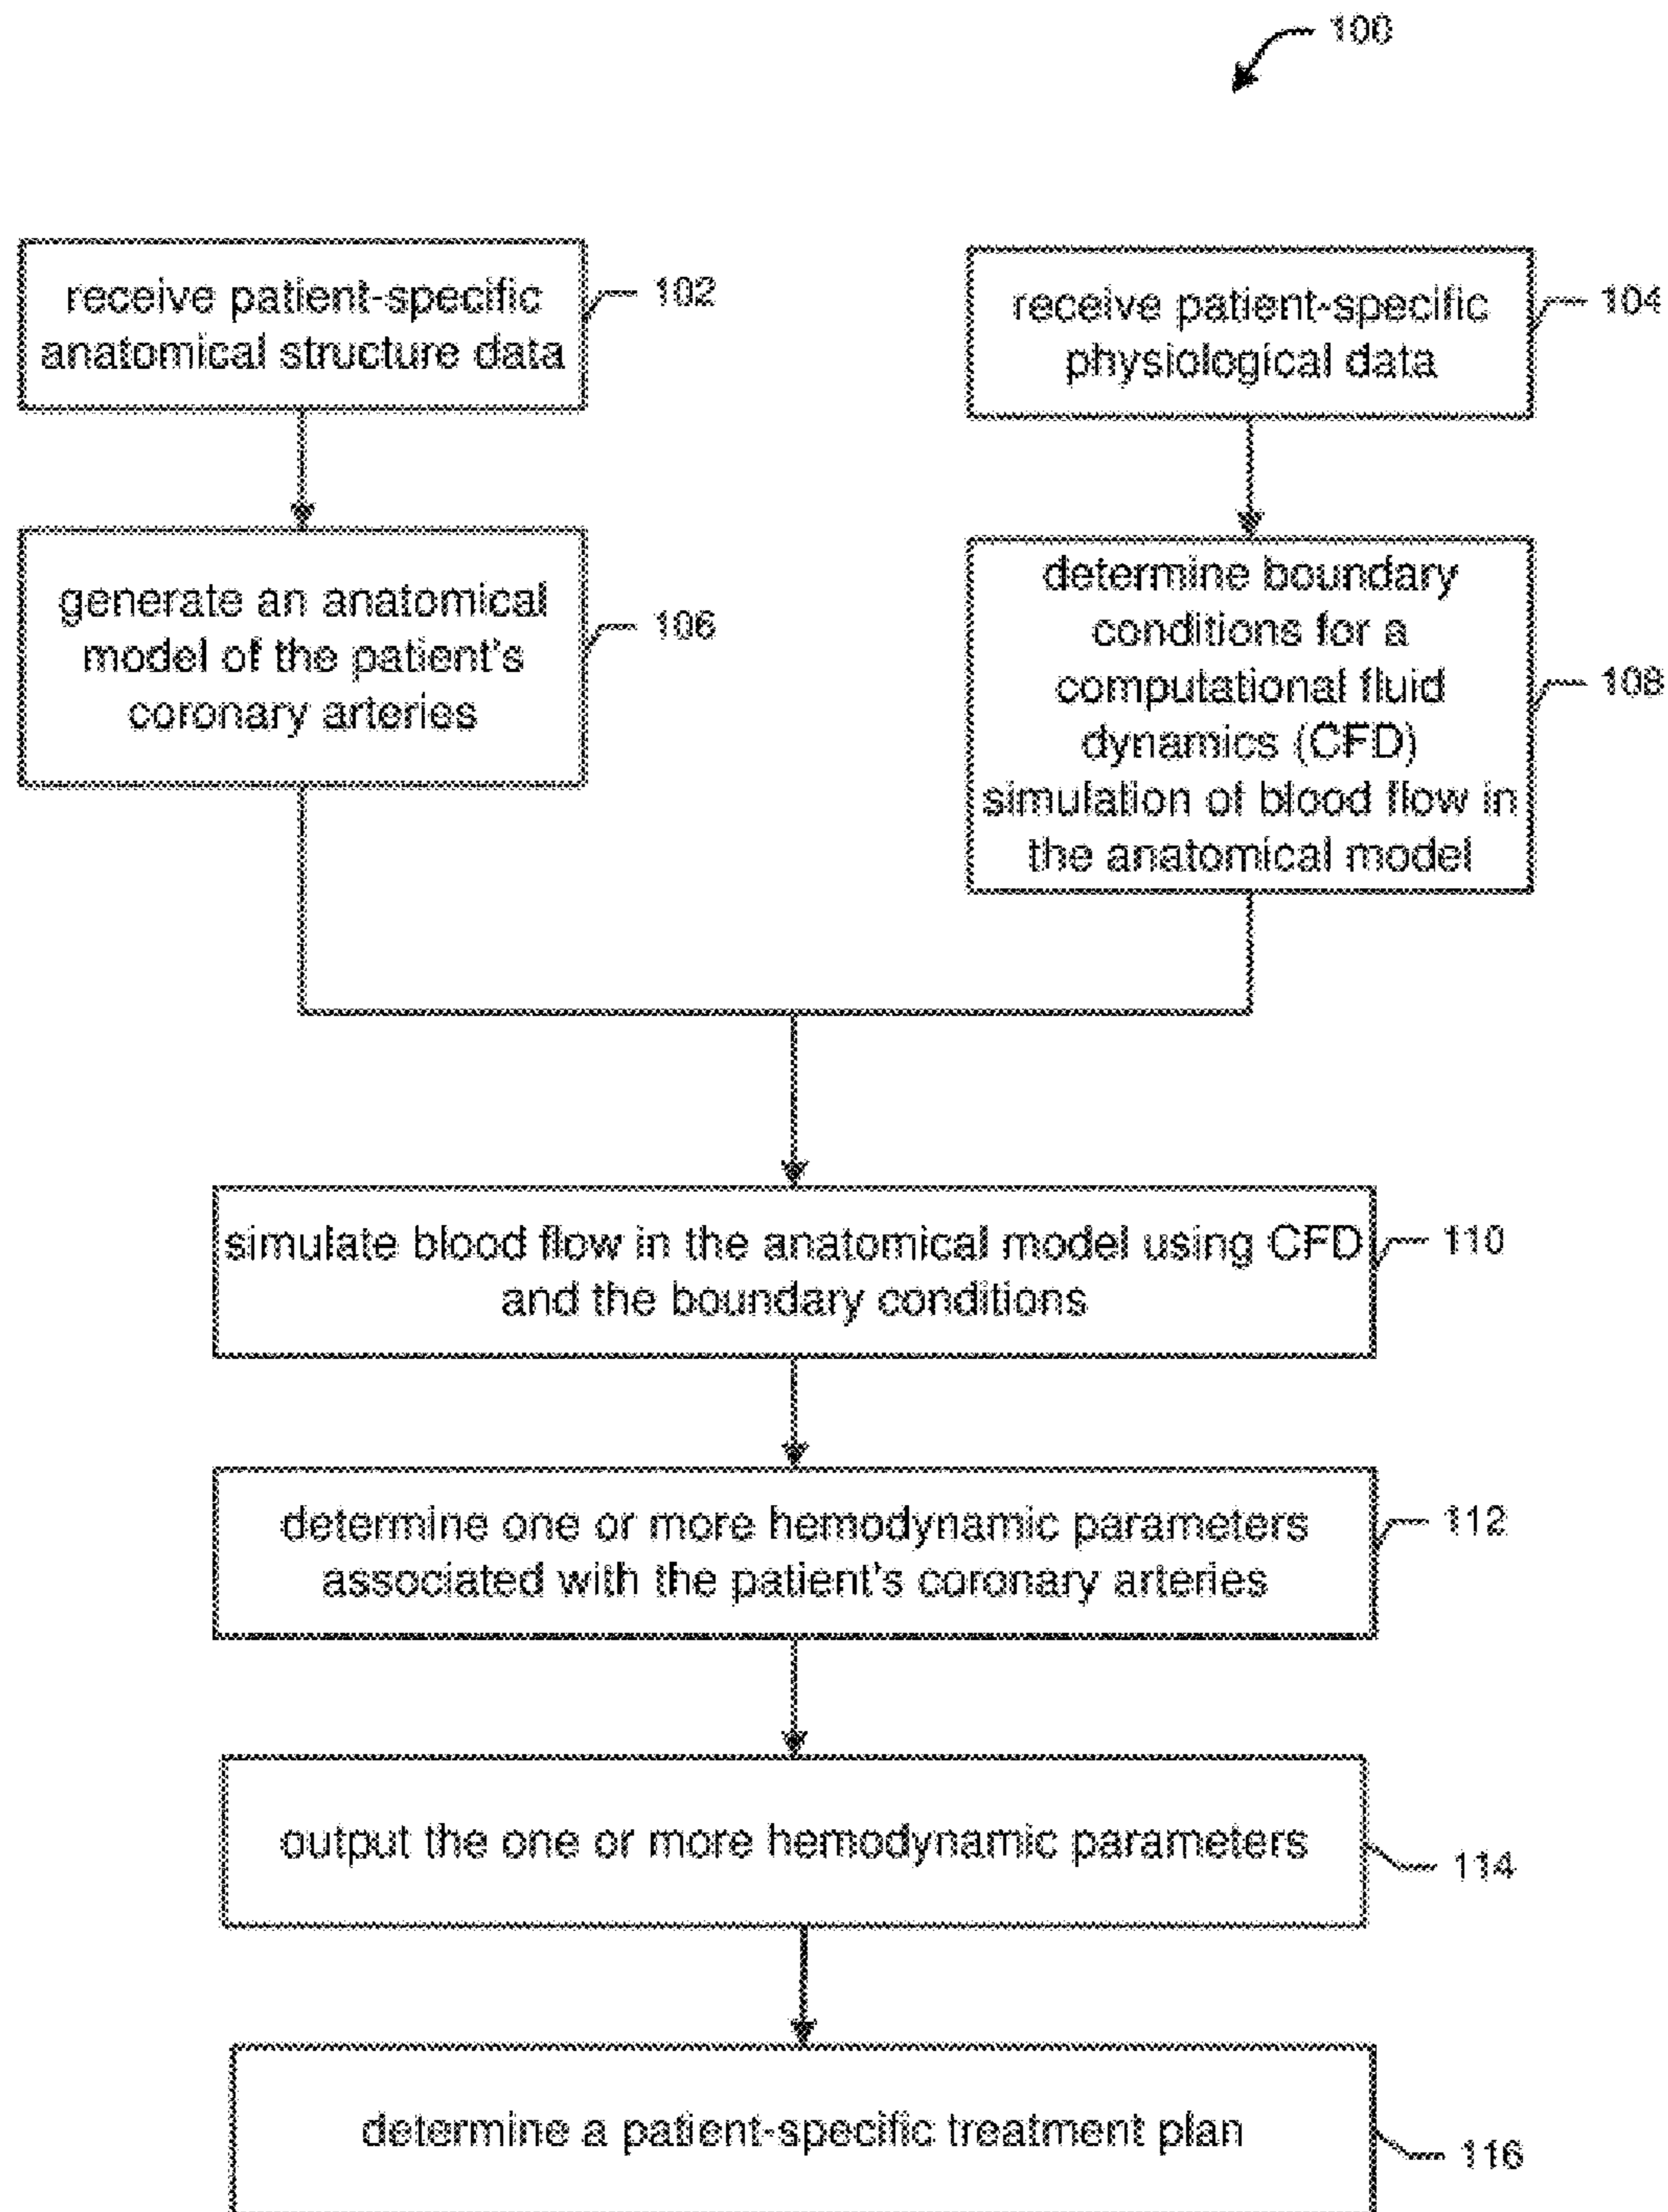 100
receive patient-specific
anatomical structure data
102
receive patient-specific
physiological data
104
generate an anatomical
model of the patient's
coronary arteries
106
determine boundary
conditions for a
computational fluid
dynamics (CFD)
simulation of blood flow in
the anatomical model
108
simulate blood flow in the anatomical model using CFD
and the boundary conditions
110
determine one or more hemodynamic parameters
associated with the patient's coronary arteries
112
output the one or more hemodynamic parameters
114
determine a patient-specific treatment plan
116